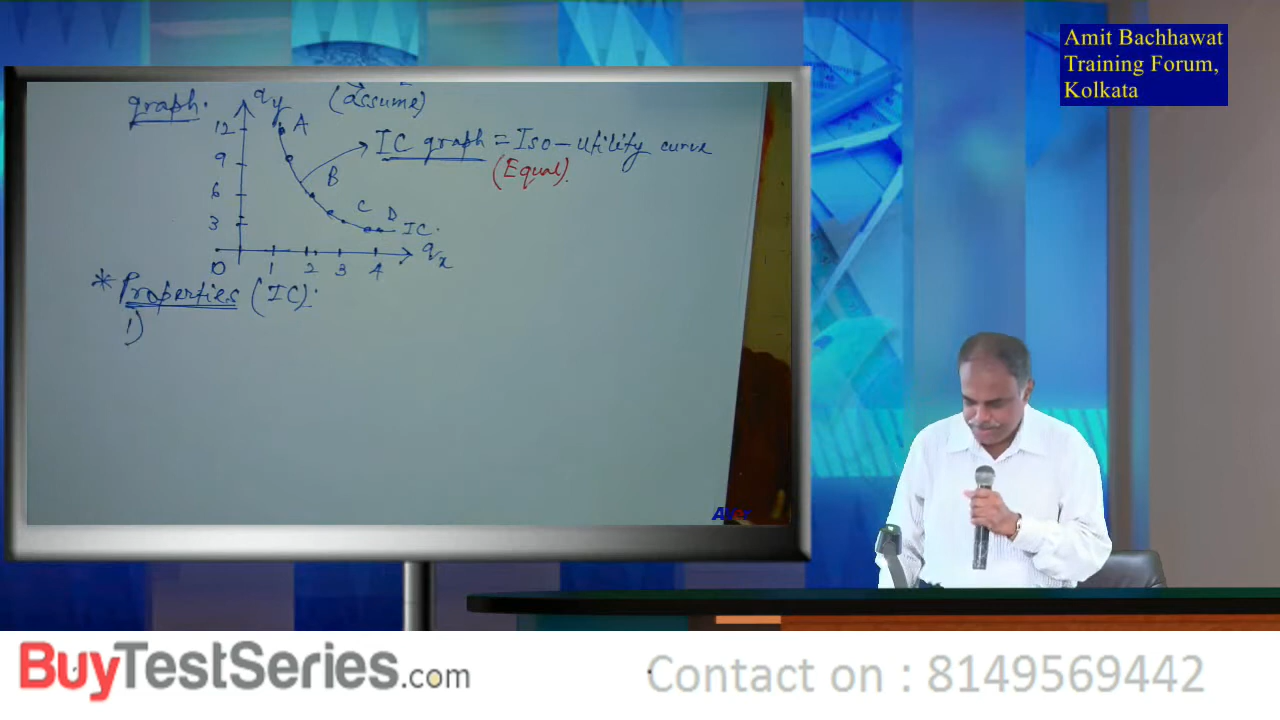 Amit Bachhawat
Training Forum,
Kolkata
graph.
qy
(assume)
12
A
IC graph = Iso-utility curve
(Equal).
9
B
6
C
D
IC.
3
qx
0 1 2 3 4
* Properties (IC):
1)
BuyTestSeries.com
Contact on : 8149569442